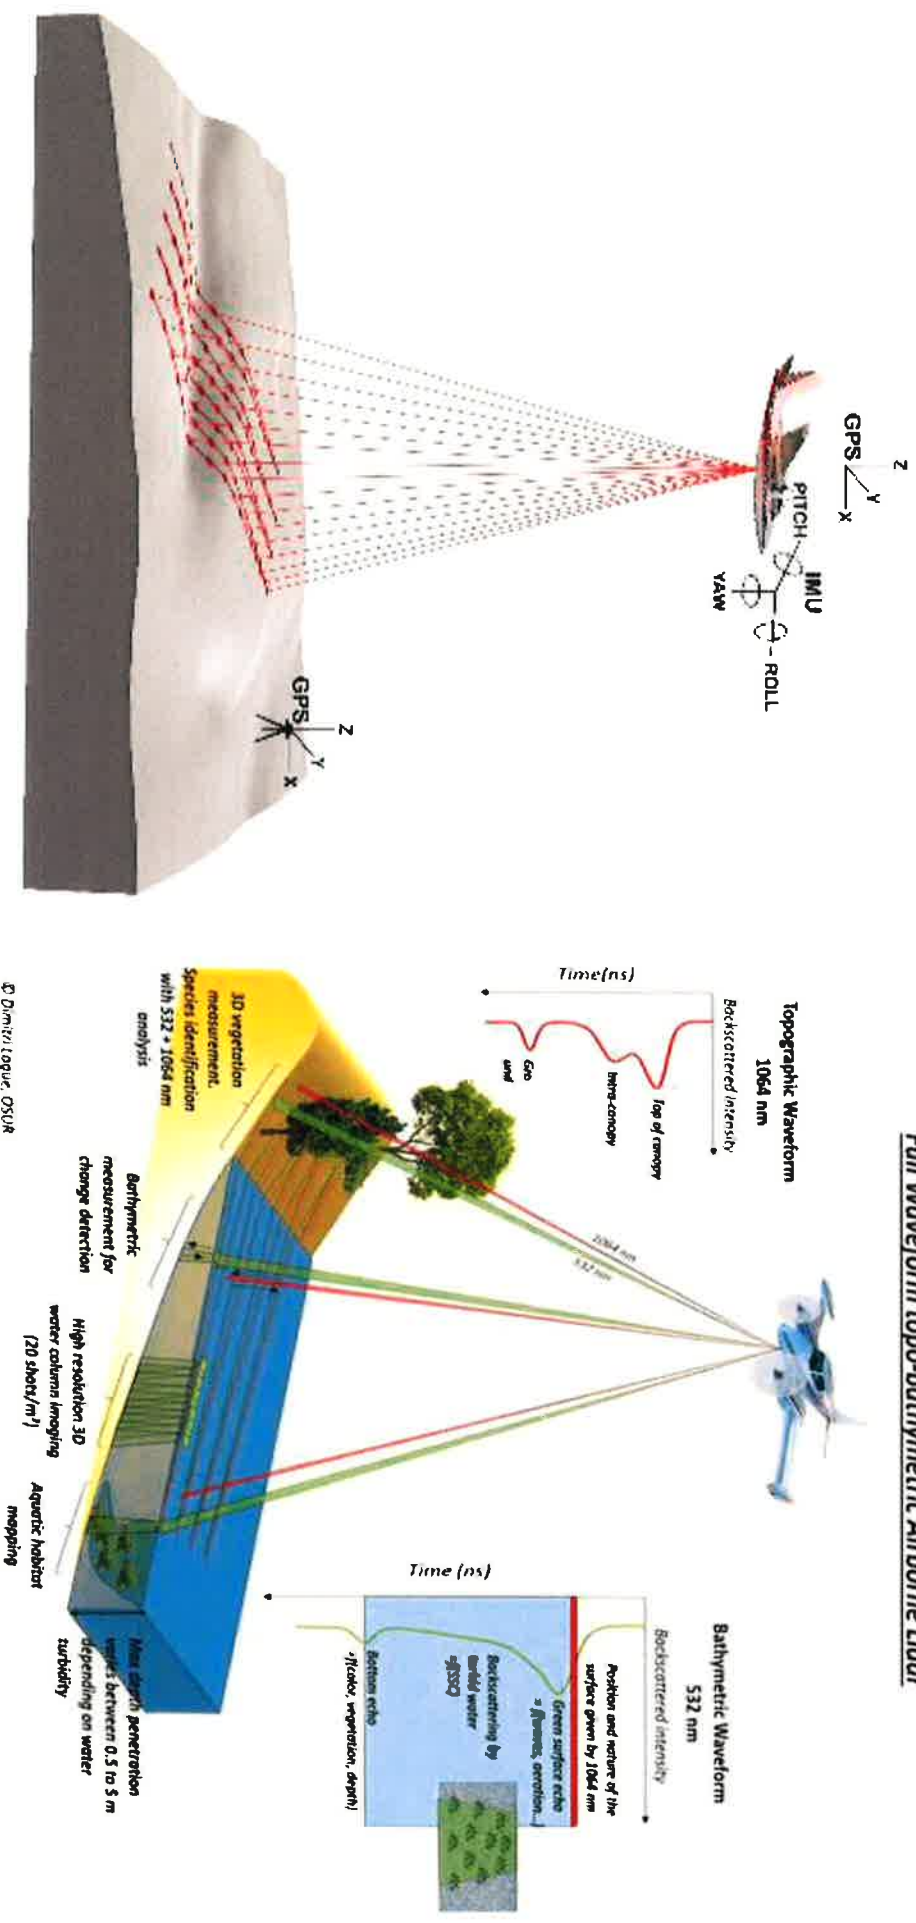 Full Waveform topo-bathymetric Airborne Lidar
Z
Y
X
GPS
PITCH
IMU
ROLL
YAW
GPS
Z
Y
X
Topographic Waveform
1064 nm
Backscattered intensity
Time(ns)
Top of canopy
Intra-canopy
Gro
und
1064 nm
532 nm
Bathymetric Waveform
532 nm
Backscattered intensity
Time (ns)
Position and nature of the
surface given by 1064 nm
Green surface echo
= f(waves, aeration...)
Backscattering by
turbid water
=f(SSC)
Bottom echo
=f(color, vegetation, depth)
3D vegetation
measurement.
Species identification
with 532 + 1064 nm
analysis
Bathymetric
measurement for
change detection
High resolution 3D
water column imaging
(20 shots/m²)
Aquatic habitat
mapping
Max depth penetration
varies between 0.5 to 5 m
depending on water
turbidity
© Dimitri Lague, OSUR